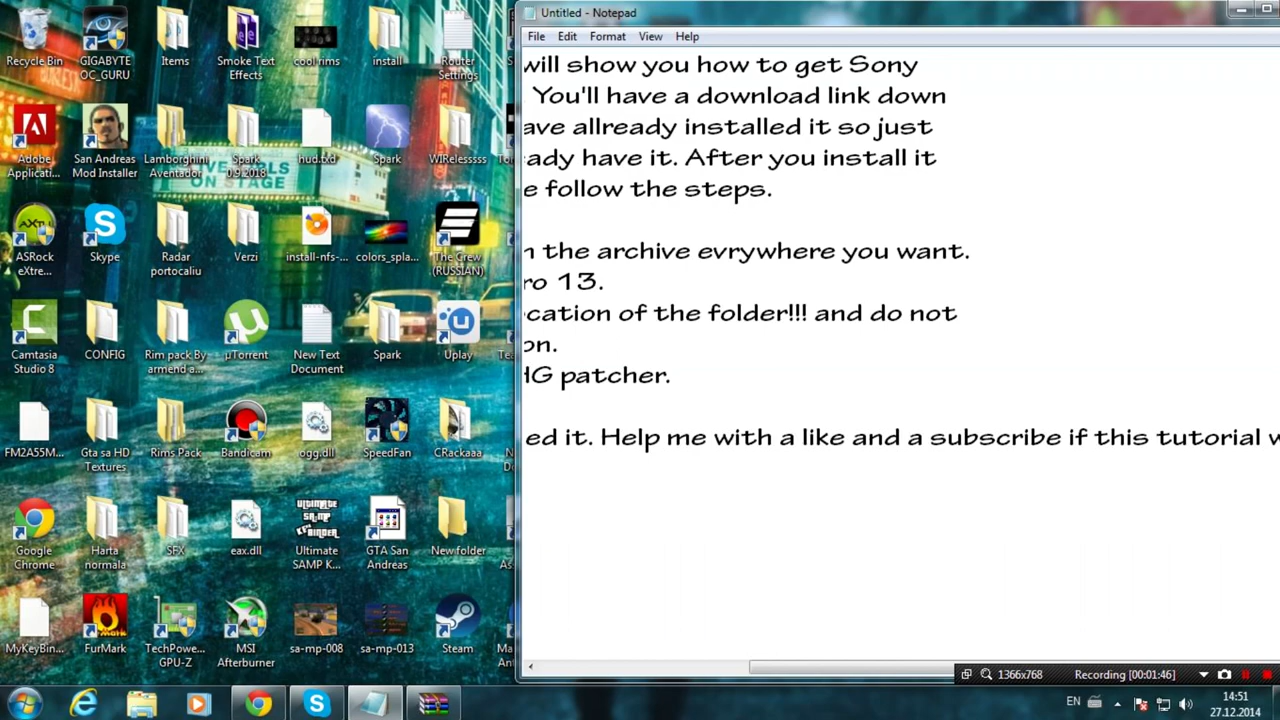 Recycle Bin
GIGABYTE
OC_GURU
Items
Smoke Text
Effects
cool rims
install
Router
Settings
Adobe
Applicati...
San Andreas
Mod Installer
Lamborghini
Aventador
Spark
0.9.2018
hud.txd
Spark
WIRelesssss
ASRock
eXtre...
Skype
Radar
portocaliu
Verzi
install-nfs-...
colors_spla...
The Crew
(RUSSIAN)
Camtasia
Studio 8
CONFIG
Rim pack By
armend a...
µTorrent
New Text
Document
Spark
Uplay
FM2A55M...
Gta sa HD
Textures
Rims Pack
Bandicam
ogg.dll
SpeedFan
CRackaaa
Google
Chrome
Harta
normala
SFX
eax.dll
Ultimate
SAMP K...
GTA San
Andreas
New folder
MyKeyBin...
FurMark
TechPowe...
GPU-Z
MSI
Afterburner
sa-mp-008
sa-mp-013
Steam
ON STAGE
Untitled - Notepad
File Edit Format View Help
will show you how to get Sony
You'll have a download link down
ave allready installed it so just
ady have it. After you install it
e follow the steps.
n the archive evrywhere you want.
ro 13.
cation of the folder!!! and do not
on.
HG patcher.
ed it. Help me with a like and a subscribe if this tutorial w
1366x768 Recording [00:01:46]
EN
14:51
27.12.2014